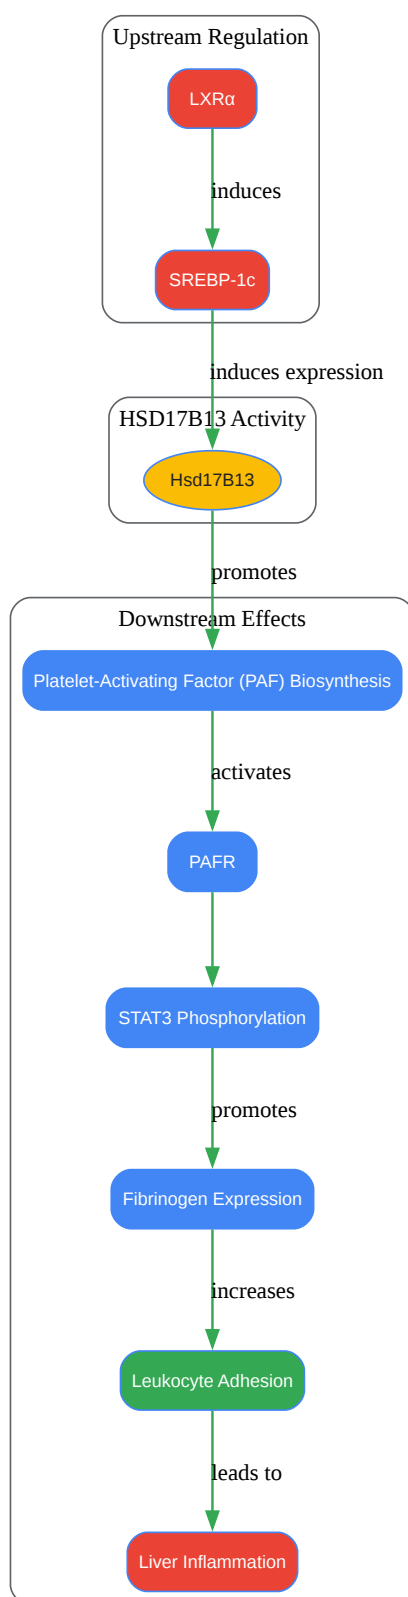 Upstream Regulation
LXRα
induces
SREBP-1c
induces expression
HSD17B13 Activity
Hsd17B13
promotes
Downstream Effects
Platelet-Activating Factor (PAF) Biosynthesis
activates
PAFR
STAT3 Phosphorylation
promotes
Fibrinogen Expression
increases
Leukocyte Adhesion
leads to
Liver Inflammation